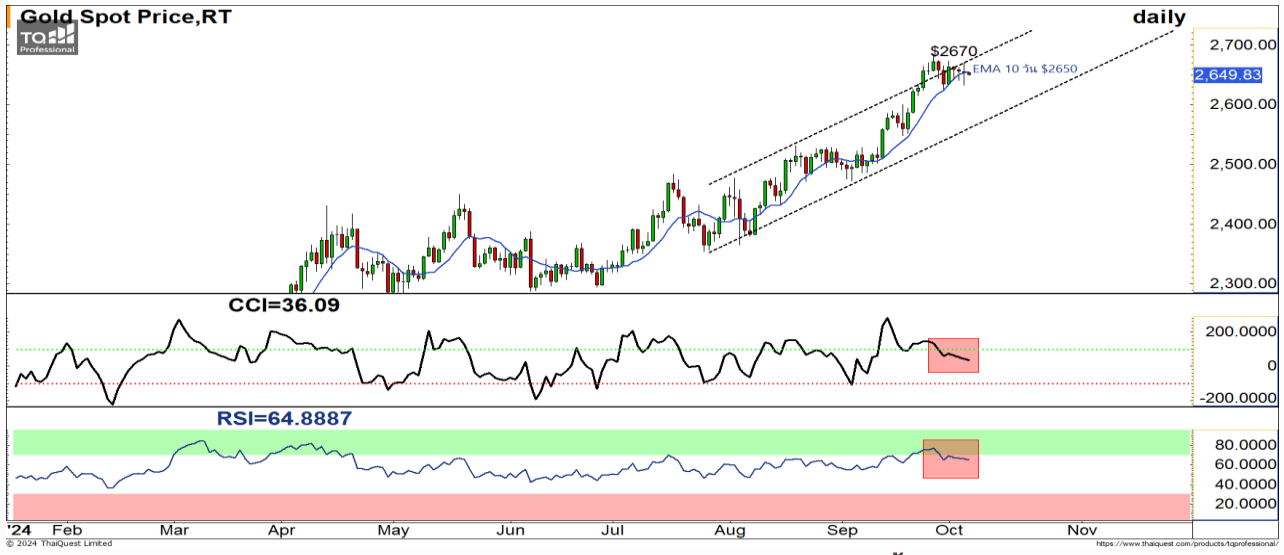 Gold Spot Price,RT
daily
TQ
Professional
$2670
EMA 10 วัน $2650
2,700.00
2,649.83
2,600.00
2,500.00
2,400.00
2,300.00
CCI=36.09
200.0000
0
-200.0000
RSI=64.8887
80.0000
60.0000
40.0000
20.0000
'24 Feb Mar Apr May Jun Jul Aug Sep Oct Nov
© 2024 ThaiQuest Limited
https://www.thaiquest.com/products/tqprofessional/